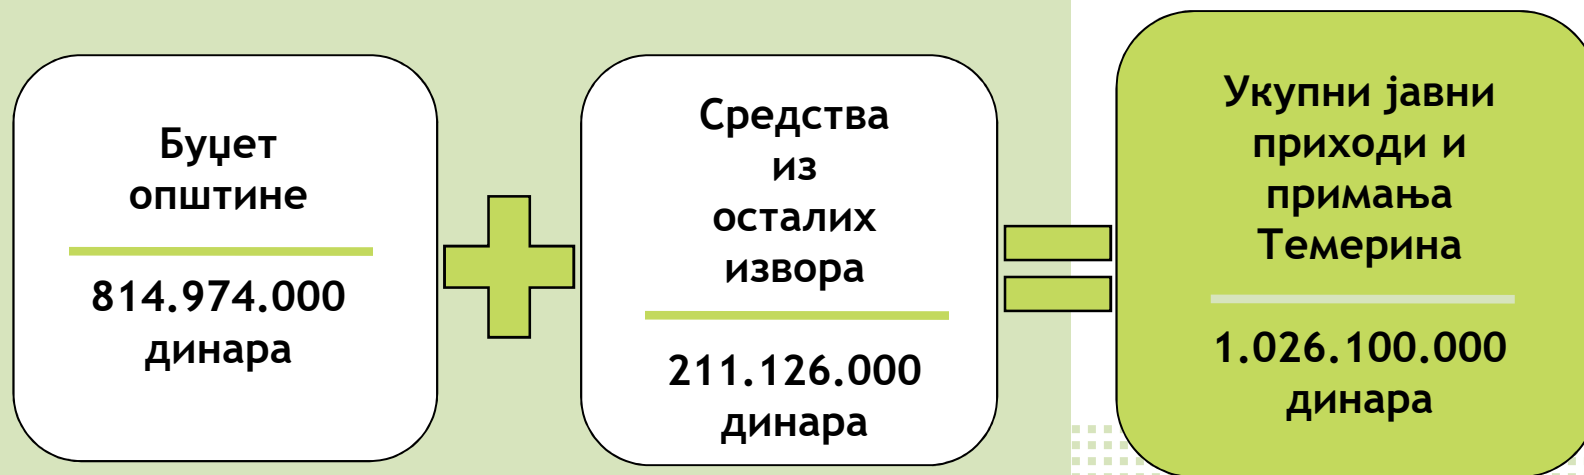 Буџет
општине
814.974.000
динара
Средства
из
осталих
извора
211.126.000
динара
Укупни јавни
приходи и
примања
Темерина
1.026.100.000
динара